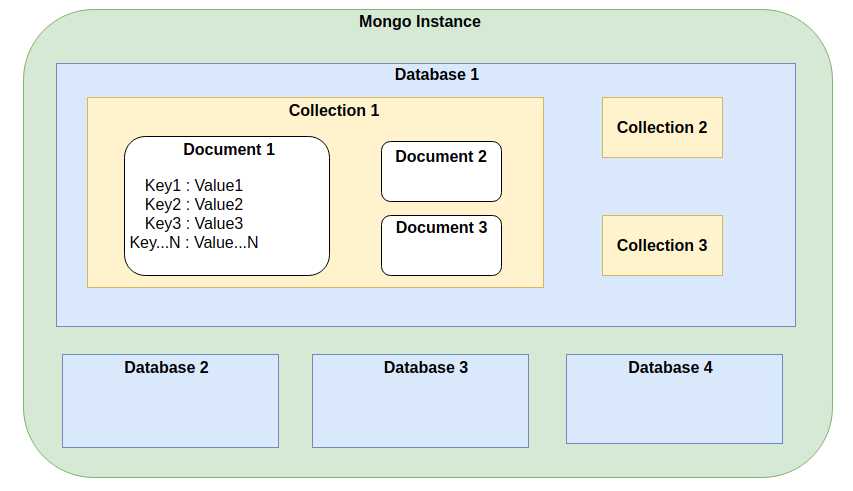 Mongo Instance
Database 1
Collection 1
Document 1
Key1 : Value1
Key2 : Value2
Key3 : Value3
Key...N : Value...N
Document 2
Document 3
Collection 2
Collection 3
Database 2
Database 3
Database 4